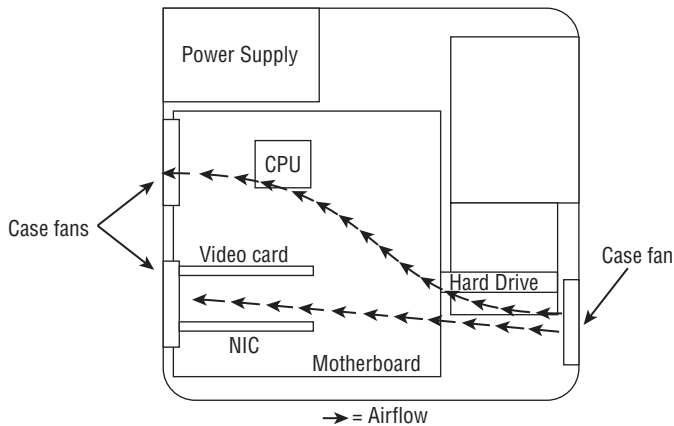 Power Supply
CPU
Case fans
Video card
Case fan
Hard Drive
NIC
Motherboard
= Airflow